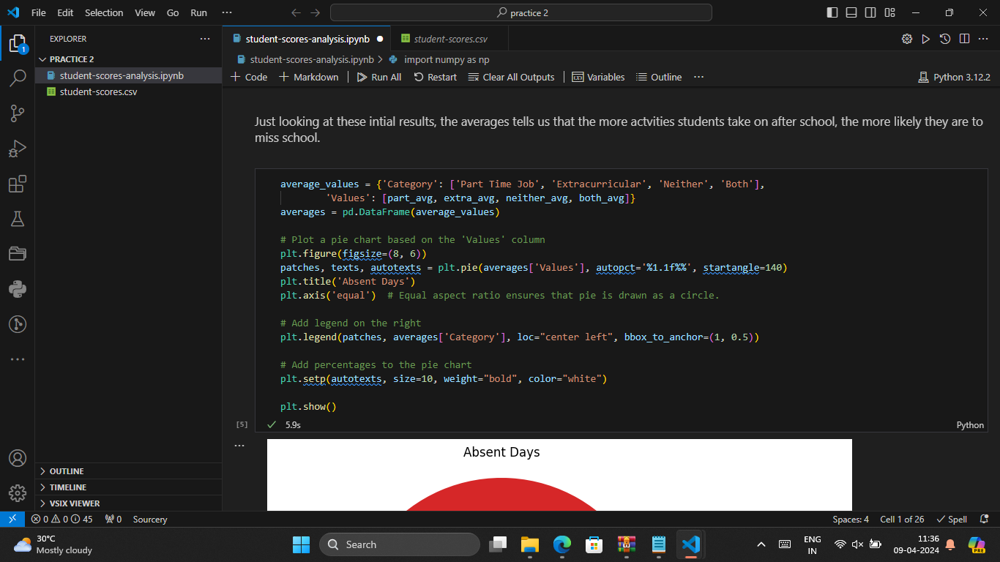 File Edit Selection View Go Run ···
practice 2
EXPLORER
PRACTICE 2
student-scores-analysis.ipynb
student-scores.csv
OUTLINE
TIMELINE
VSIX VIEWER
1
student-scores-analysis.ipynb
student-scores.csv
student-scores-analysis.ipynb > import numpy as np
+ Code + Markdown Run All Restart Clear All Outputs Variables Outline ··· Python 3.12.2
Just looking at these intial results, the averages tells us that the more actvities students take on after school, the more likely they are to
miss school.
average_values = {'Category': ['Part Time Job', 'Extracurricular', 'Neither', 'Both'],
'Values': [part_avg, extra_avg, neither_avg, both_avg]}
averages = pd.DataFrame(average_values)
# Plot a pie chart based on the 'Values' column
plt.figure(figsize=(8, 6))
patches, texts, autotexts = plt.pie(averages['Values'], autopct='%1.1f%%', startangle=140)
plt.title('Absent Days')
plt.axis('equal')  # Equal aspect ratio ensures that pie is drawn as a circle.
# Add legend on the right
plt.legend(patches, averages['Category'], loc="center left", bbox_to_anchor=(1, 0.5))
# Add percentages to the pie chart
plt.setp(autotexts, size=10, weight="bold", color="white")
plt.show()
[5] 5.9s Python
Absent Days
0 0 45 0 Sourcery Spaces: 4 Cell 1 of 26 Spell
30°C
Mostly cloudy
Search
ENG
IN
11:36
09-04-2024
PRE